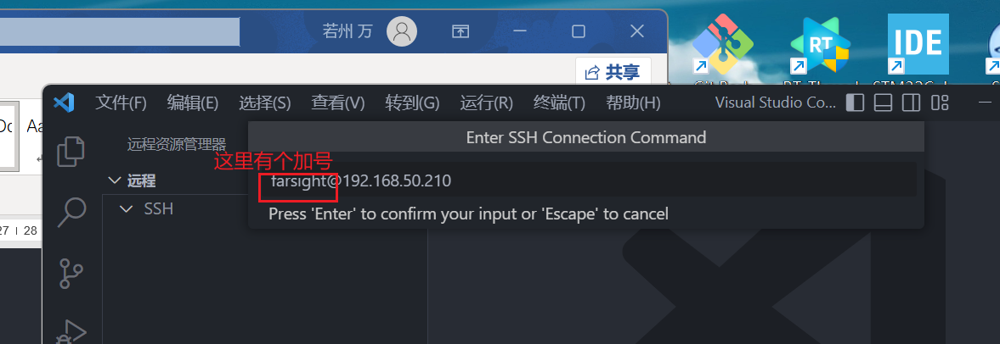 若州 万
共享
IDE
RT
Aa
文件(F) 编辑(E) 选择(S) 查看(V) 转到(G) 运行(R) 终端(T) 帮助(H) Visual Studio Co...
Enter SSH Connection Command
远程资源管理器
这里有个加号
farsight@192.168.50.210
远程
SSH
Press 'Enter' to confirm your input or 'Escape' to cancel
27 28